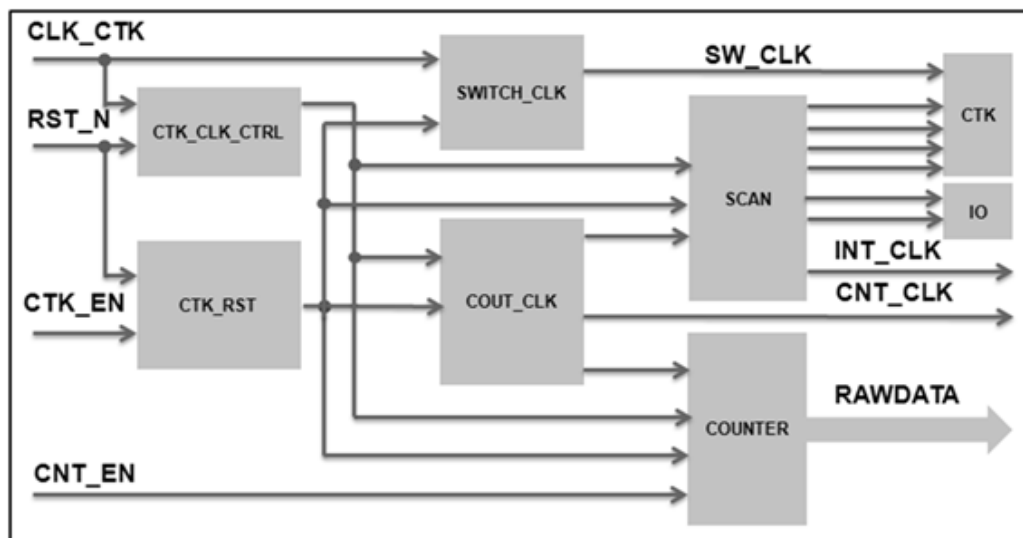 CLK_CTK
SW_CLK
SWITCH_CLK
CTK
RST_N
CTK_CLK_CTRL
SCAN
IO
INT_CLK
CTK_EN
CTK_RST
COUT_CLK
CNT_CLK
RAWDATA
COUNTER
CNT_EN